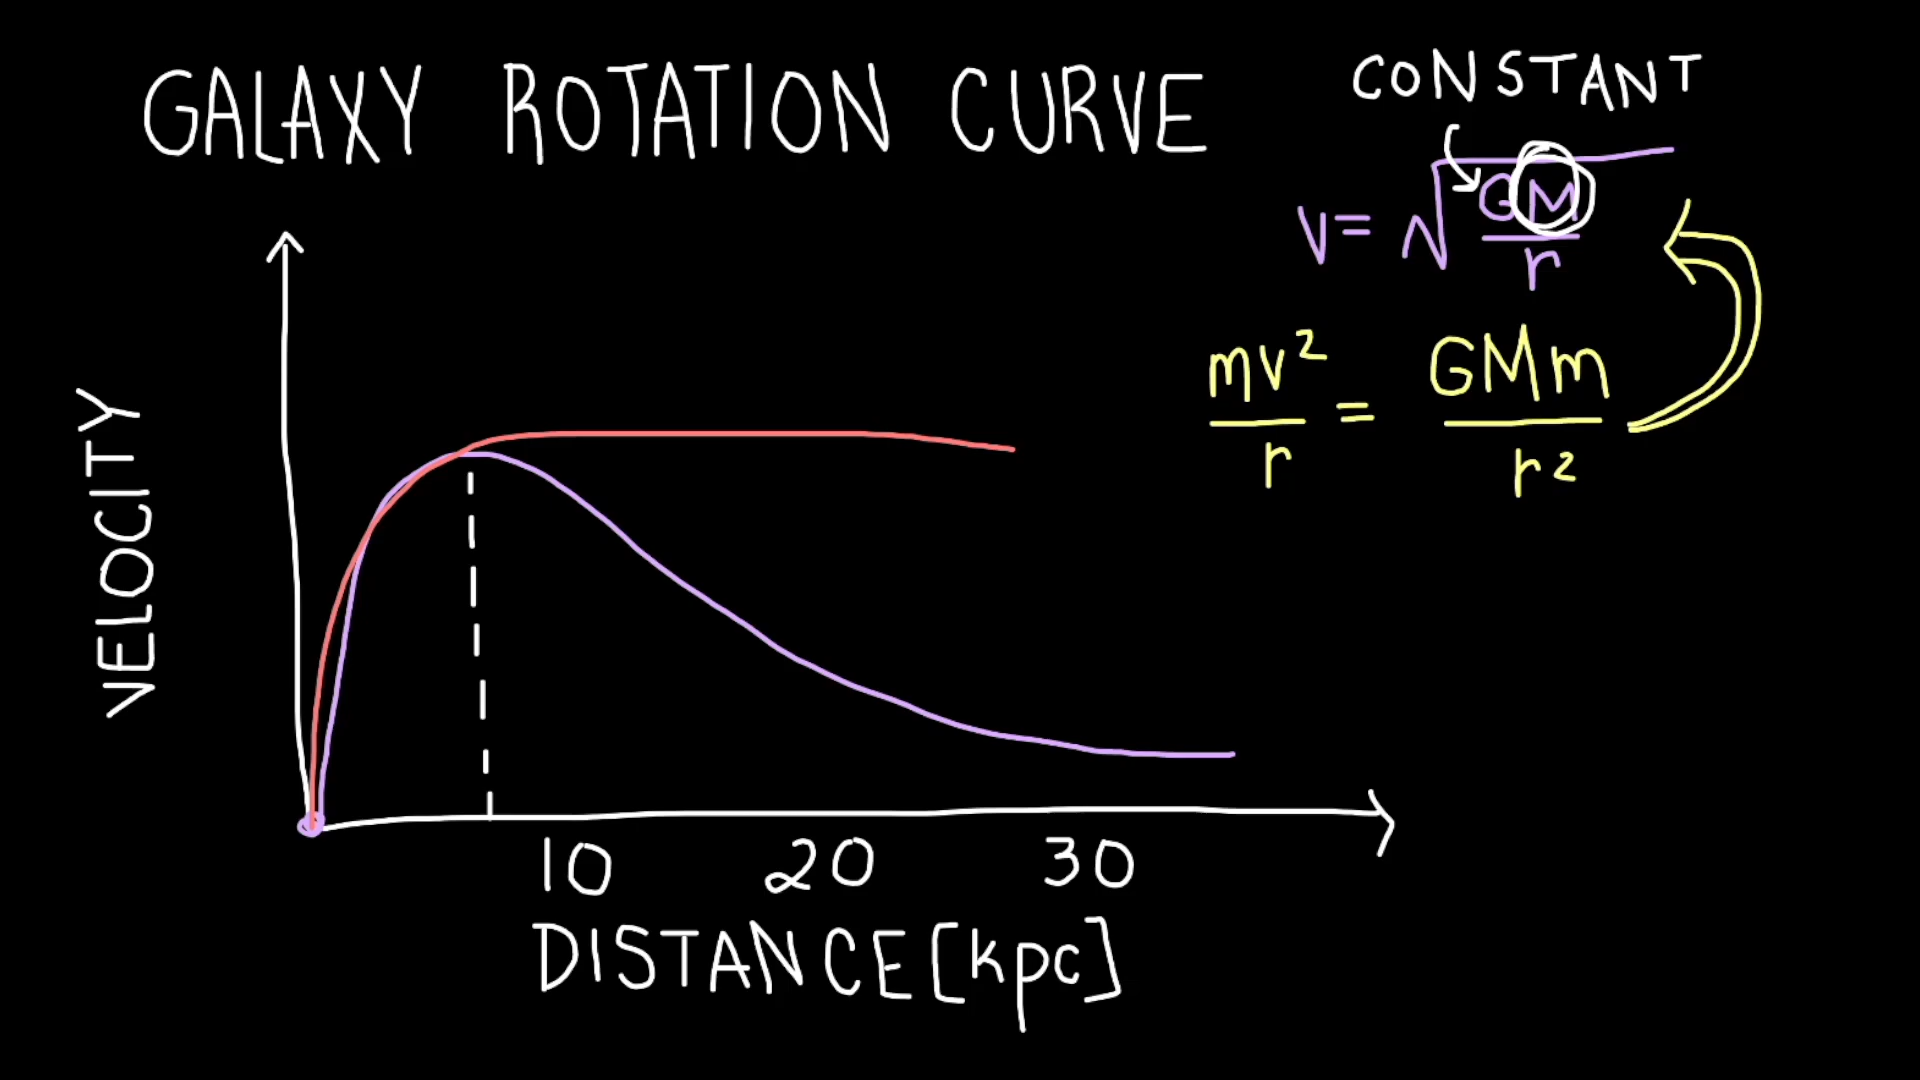 GALAXY ROTATION CURVE
CONSTANT
v = √(GM/r)
mv²/r = GMm/r²
VELOCITY
10 20 30
DISTANCE [kpc]